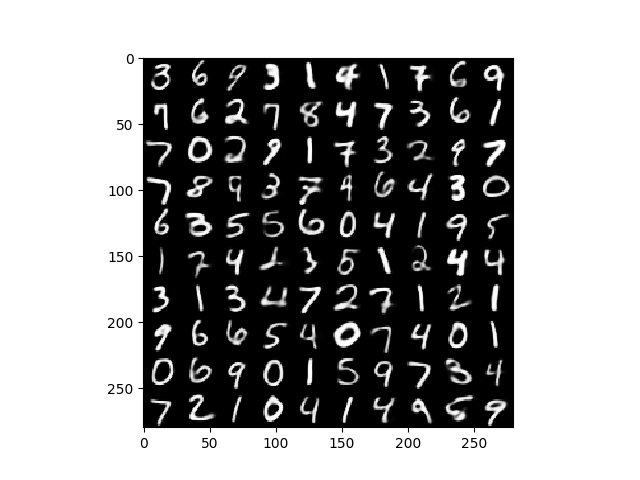 0
3 6 9 3 1 4 1 7 6 9
7 6 2 7 8 4 7 3 6 1
50
7 0 2 9 1 7 3 2 9 7
100
7 8 9 3 7 9 6 4 3 0
6 3 5 5 6 0 4 1 9 5
150
1 7 4 3 5 1 2 4 4
3 1 3 4 7 2 7 1 2 1
200
9 6 6 5 4 0 7 4 0 1
0 6 9 0 1 5 9 7 3 4
250
7 2 1 0 4 1 4 9 5 9
0 50 100 150 200 250